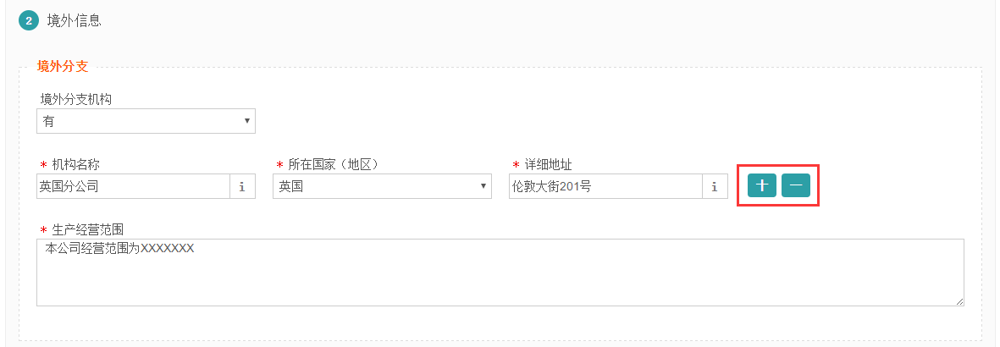 2 境外信息
境外分支
境外分支机构
有
* 机构名称 * 所在国家（地区） * 详细地址
英国分公司 i 英国 伦敦大街201号 i + −
* 生产经营范围
本公司经营范围为XXXXXXX